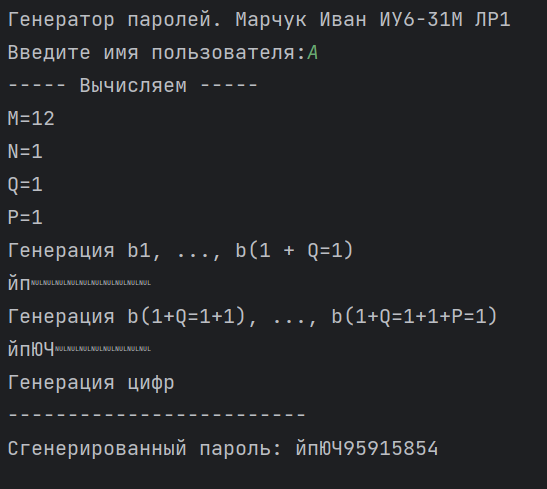 Генератор паролей. Марчук Иван ИУ6-31М ЛР1
Введите имя пользователя:A
----- Вычисляем -----
M=12
N=1
Q=1
P=1
Генерация b1, ..., b(1 + Q=1)
йпNULNULNULNULNULNULNULNULNULNUL
Генерация b(1+Q=1+1), ..., b(1+Q=1+1+P=1)
йпЮЧNULNULNULNULNULNULNULNUL
Генерация цифр
-------------------------
Сгенерированный пароль: йпЮЧ95915854